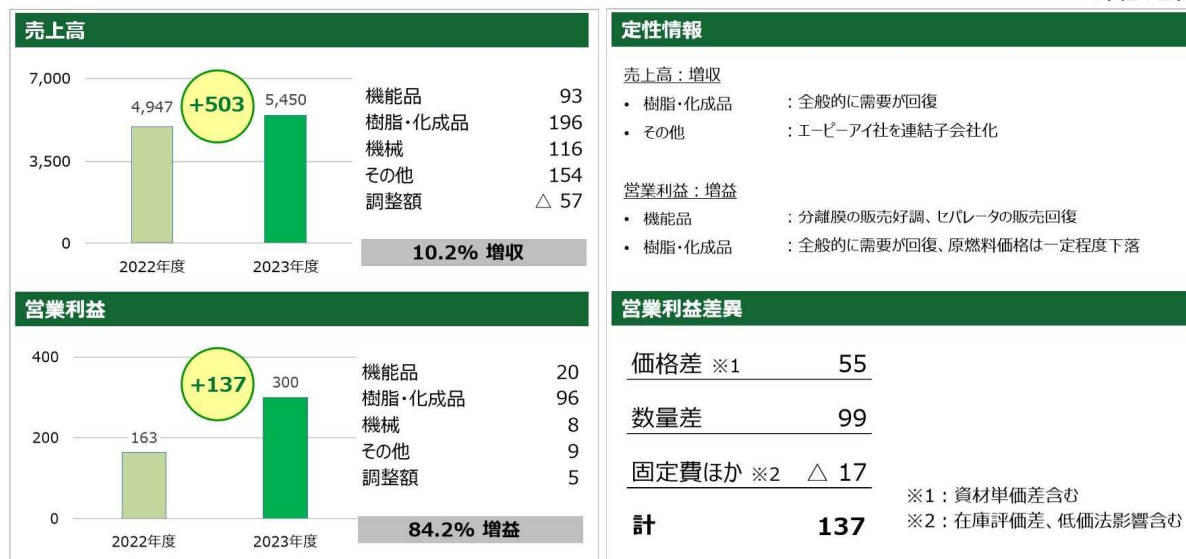 売上高
7,000
3,500
0
4,947
+503
5,450
2022年度
2023年度
機能品 93
樹脂・化成品 196
機械 116
その他 154
調整額 △ 57
10.2% 増収
定性情報
売上高：増収
• 樹脂・化成品 ：全般的に需要が回復
• その他 ：エーピーアイ社を連結子会社化
営業利益：増益
• 機能品 ：分離膜の販売好調、セパレータの販売回復
• 樹脂・化成品 ：全般的に需要が回復、原燃料価格は一定程度下落
営業利益
400
200
0
163
+137
300
2022年度
2023年度
機能品 20
樹脂・化成品 96
機械 8
その他 9
調整額 5
84.2% 増益
営業利益差異
価格差 ※1 55
数量差 99
固定費ほか ※2 △ 17
計 137
※1：資材単価差含む
※2：在庫評価差、低価法影響含む